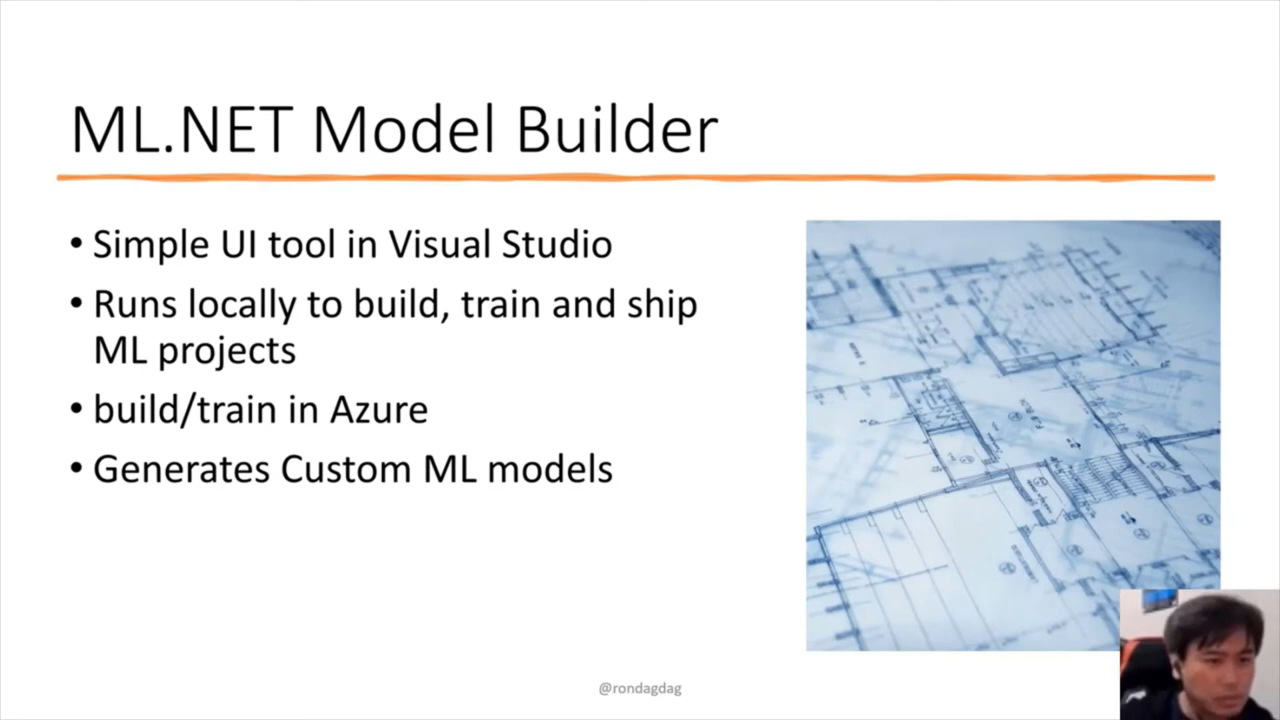 ML.NET Model Builder
• Simple UI tool in Visual Studio
• Runs locally to build, train and ship
ML projects
• build/train in Azure
• Generates Custom ML models
@rondagdag